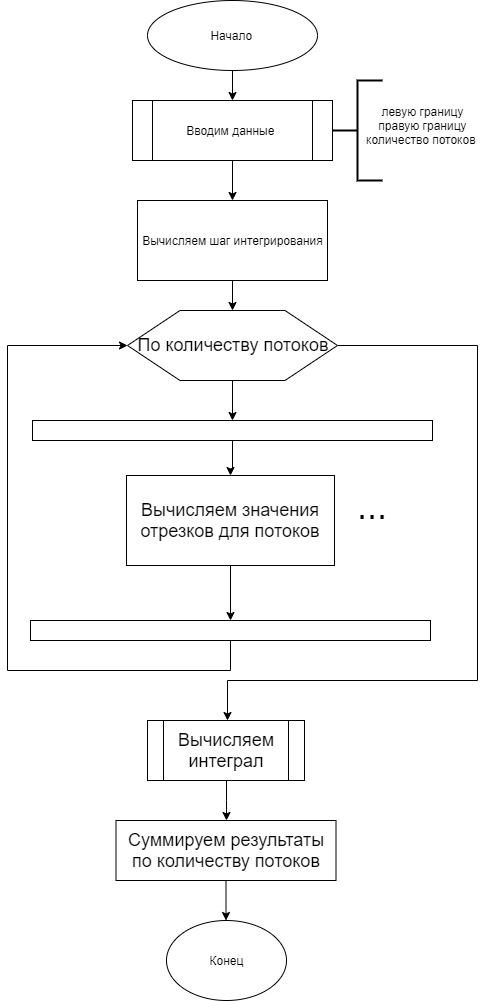 Начало
Вводим данные
левую границу
правую границу
количество потоков
Вычисляем шаг интегрирования
По количеству потоков
Вычисляем значения
отрезков для потоков
...
Вычисляем
интеграл
Суммируем результаты
по количеству потоков
Конец